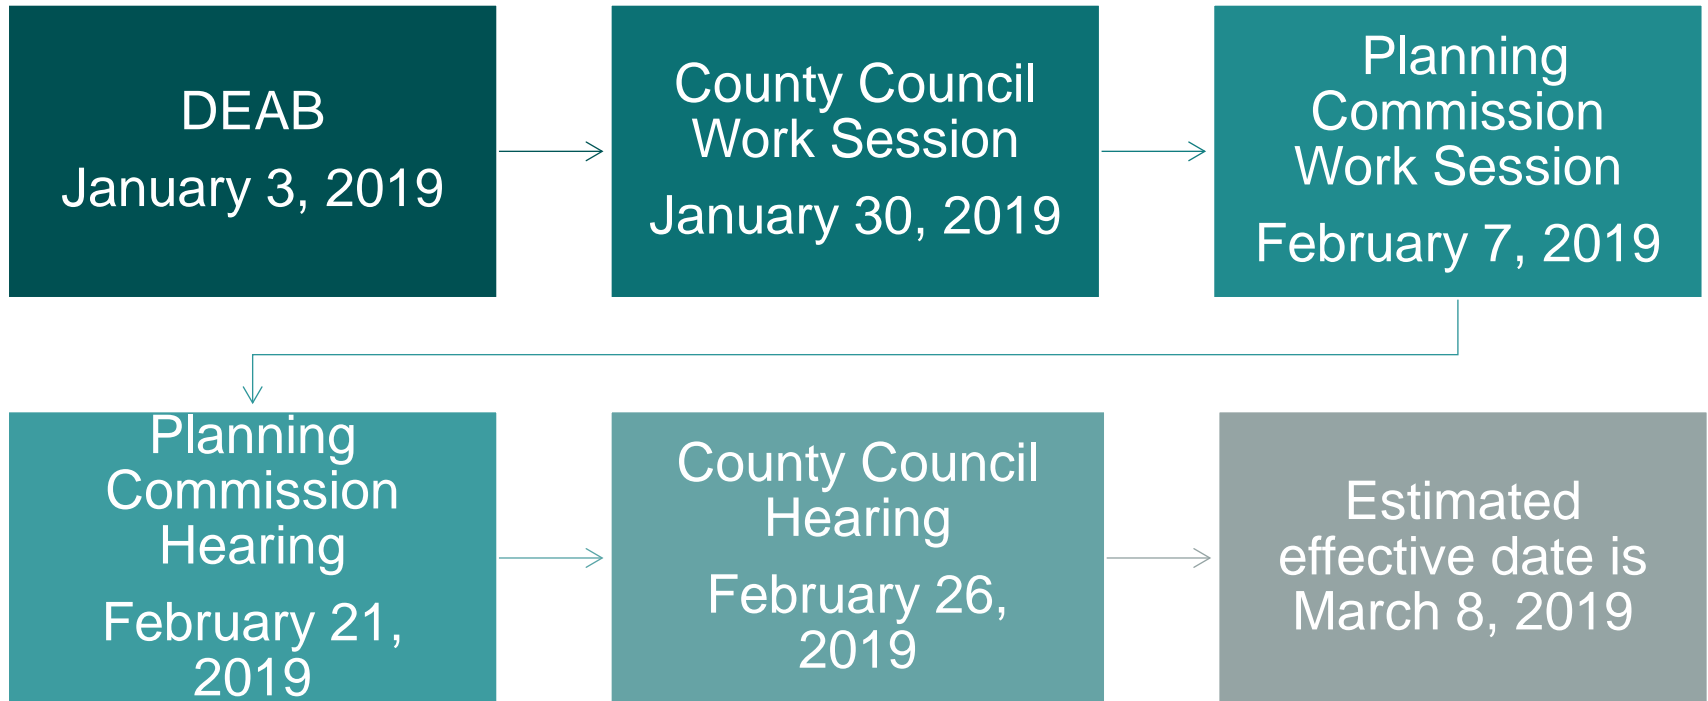 DEAB
January 3, 2019
County Council
Work Session
January 30, 2019
Planning
Commission
Work Session
February 7, 2019
Planning
Commission
Hearing
February 21,
2019
County Council
Hearing
February 26,
2019
Estimated
effective date is
March 8, 2019